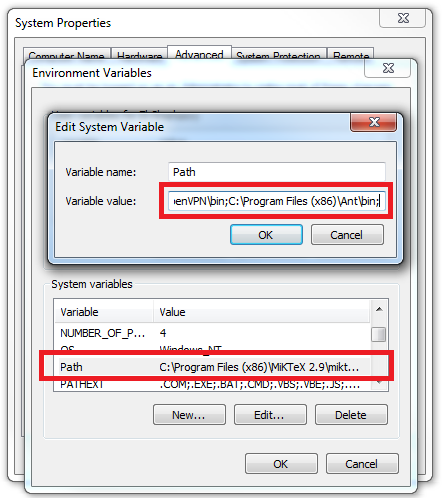 System Properties
Computer Name Hardware Advanced System Protection Remote
Environment Variables
Edit System Variable
Variable name: Path
Variable value: enVPN\bin;C:\Program Files (x86)\Ant\bin;
OK Cancel
System variables
Variable Value
NUMBER_OF_P... 4
OS Windows_NT
Path C:\Program Files (x86)\MiKTeX 2.9\mikt...
PATHEXT .COM;.EXE;.BAT;.CMD;.VBS;.VBE;.JS;....
New... Edit... Delete
OK Cancel